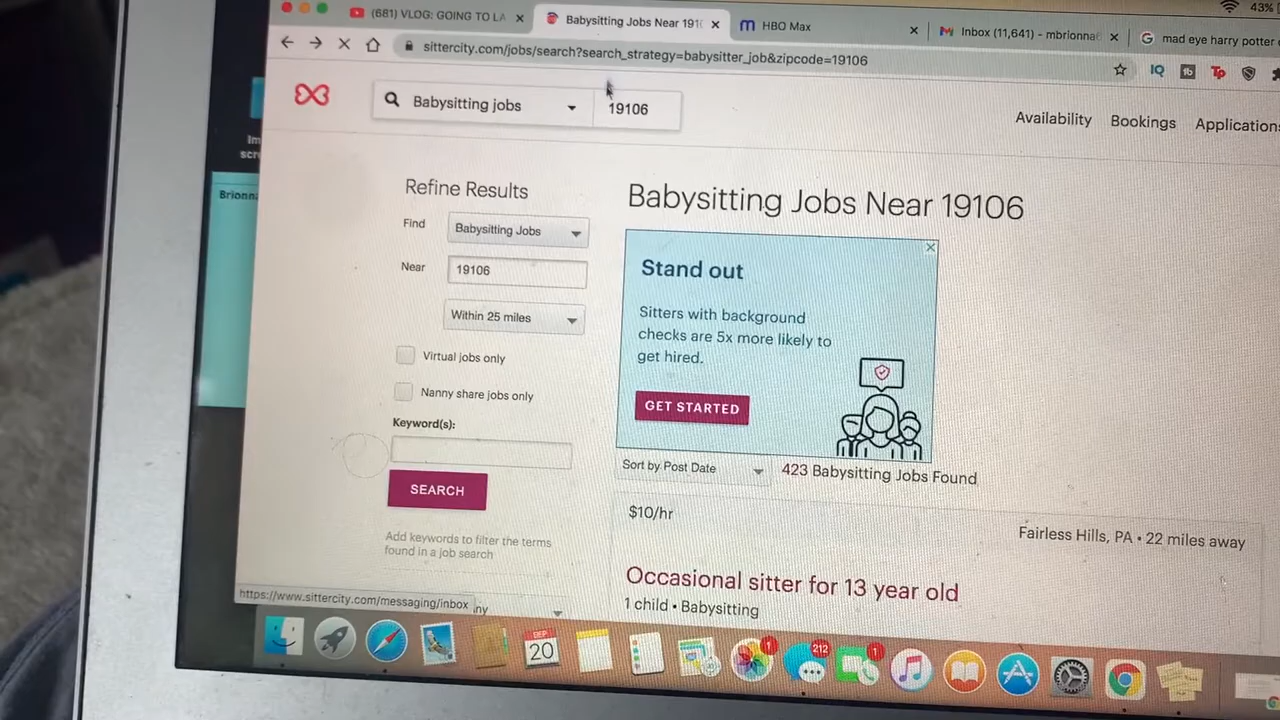 43%
(681) VLOG: GOING TO LA
Babysitting Jobs Near 191
HBO Max
Inbox (11,641) - mbrionna
mad eye harry potter
sittercity.com/jobs/search?search_strategy=babysitter_job&zipcode=19106
IQ
Tp
Babysitting jobs
19106
Availability
Bookings
Application
Brionn
Refine Results
Find
Babysitting Jobs
Near
19106
Within 25 miles
Virtual jobs only
Nanny share jobs only
Keyword(s):
SEARCH
Add keywords to filter the terms
found in a job search
Babysitting Jobs Near 19106
Stand out
Sitters with background
checks are 5x more likely to
get hired.
GET STARTED
Sort by Post Date
423 Babysitting Jobs Found
$10/hr
Fairless Hills, PA • 22 miles away
Occasional sitter for 13 year old
1 child • Babysitting
https://www.sittercity.com/messaging/inbox
ny
SEP
20
1
212
1